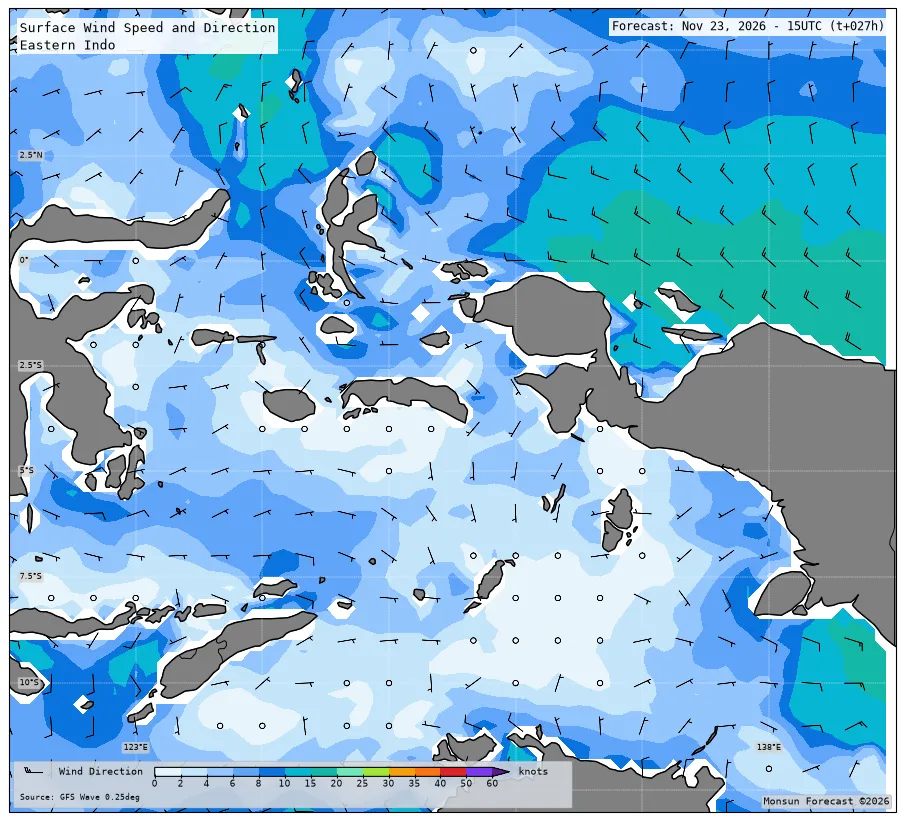 Surface Wind Speed and Direction
Eastern Indo
Forecast: Nov 23, 2026 - 15UTC (t+027h)
2.5°N
0°
2.5°S
5°S
7.5°S
10°S
123°E
138°E
Wind Direction
knots
0 2 4 6 8 10 15 20 25 30 35 40 50 60
Source: GFS Wave 0.25deg
Monsun Forecast ©2026